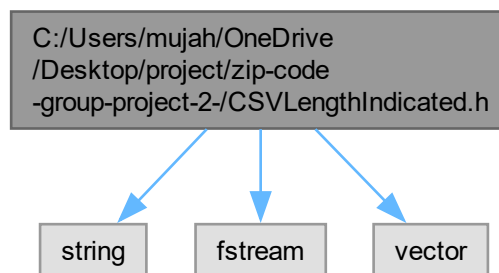 C:/Users/mujah/OneDrive
/Desktop/project/zip-code
-group-project-2-/CSVLengthIndicated.h
string
fstream
vector